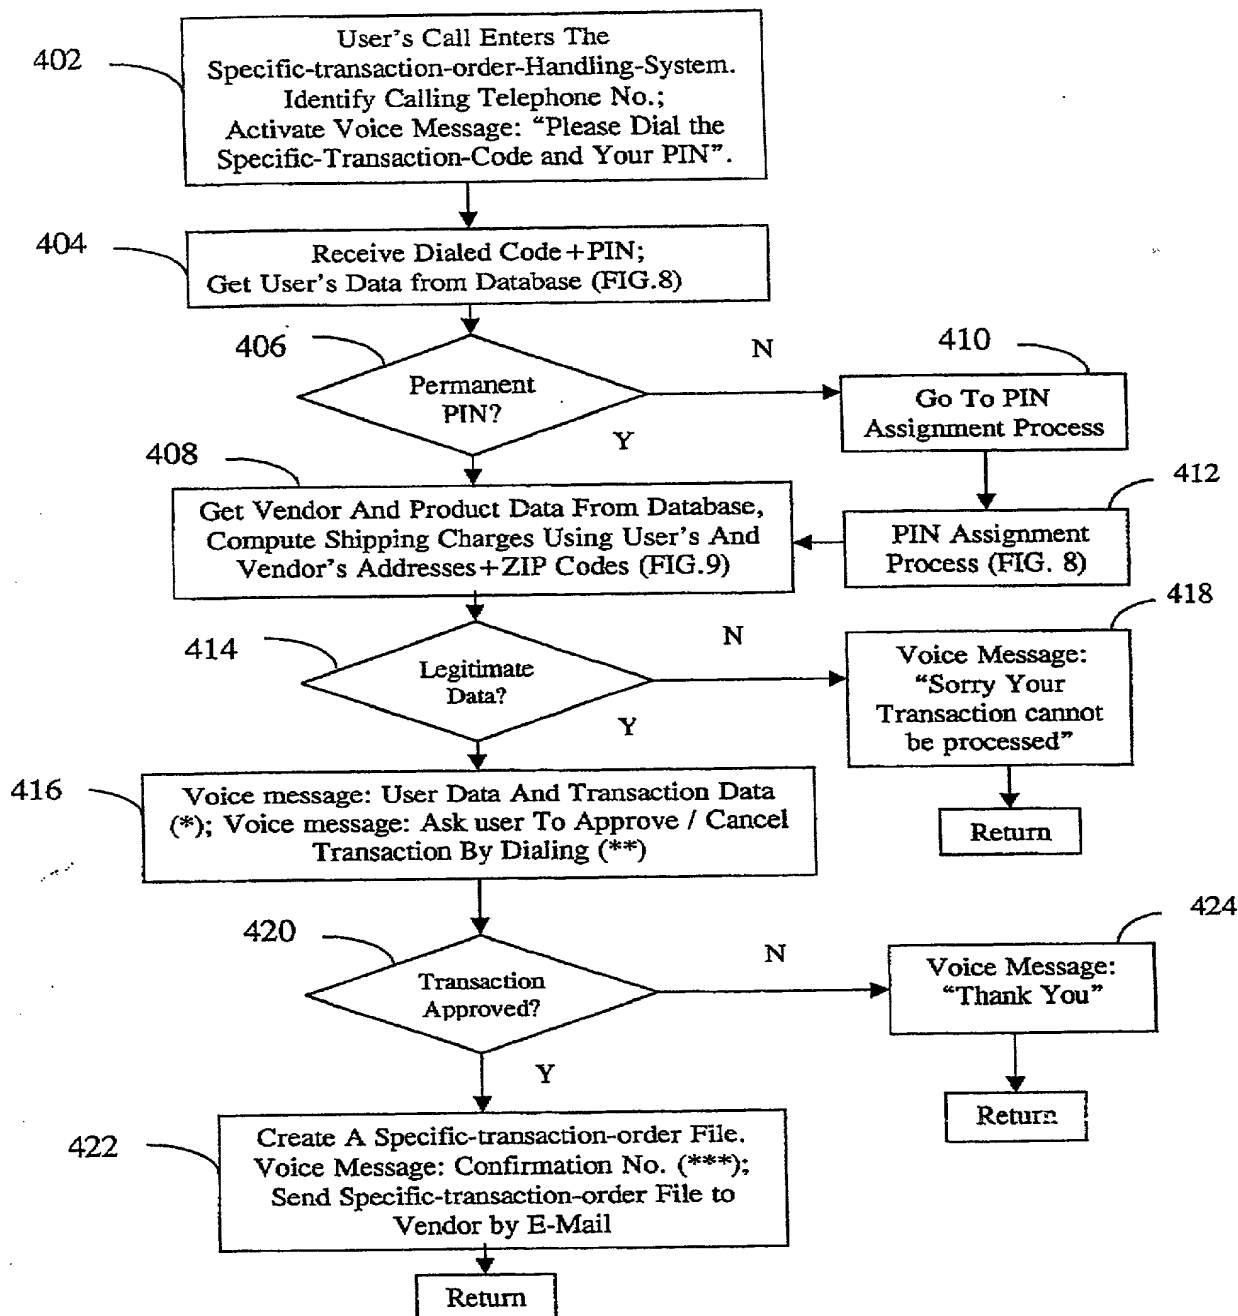 402
User's Call Enters The
Specific-transaction-order-Handling-System.
Identify Calling Telephone No.;
Activate Voice Message: “Please Dial the
Specific-Transaction-Code and Your PIN”.
404
Receive Dialed Code+PIN;
Get User's Data from Database (FIG.8)
406
Permanent
PIN?
N
Y
410
Go To PIN
Assignment Process
408
Get Vendor And Product Data From Database,
Compute Shipping Charges Using User's And
Vendor's Addresses+ZIP Codes (FIG.9)
412
PIN Assignment
Process (FIG. 8)
414
Legitimate
Data?
N
Y
418
Voice Message:
“Sorry Your
Transaction cannot
be processed”
Return
416
Voice message: User Data And Transaction Data
(*); Voice message: Ask user To Approve / Cancel
Transaction By Dialing (**)
420
Transaction
Approved?
N
Y
424
Voice Message:
“Thank You”
Return
422
Create A Specific-transaction-order File.
Voice Message: Confirmation No. (***);
Send Specific-transaction-order File to
Vendor by E-Mail
Return